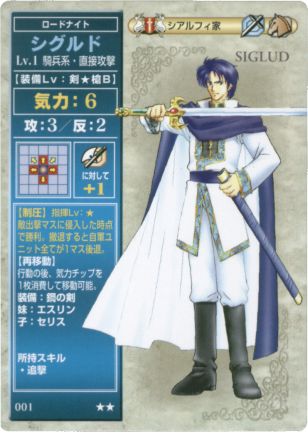 ロードナイト
シアルフィ家
シグルド
SIGLUD
Lv.1 騎兵系・直接攻撃
【装備Lv：剣★槍B】
気力：6
攻：3／反：2
に対して
+1
【制圧】指揮Lv：★
敵出撃マスに侵入した時点
で勝利。撤退すると自軍ユ
ニット全てが1マス後退。
【再移動】
行動の後、気力チップを
1枚消費して移動可能。
装備：鋼の剣
妹：エスリン
子：セリス
所持スキル
・追撃
001
★★